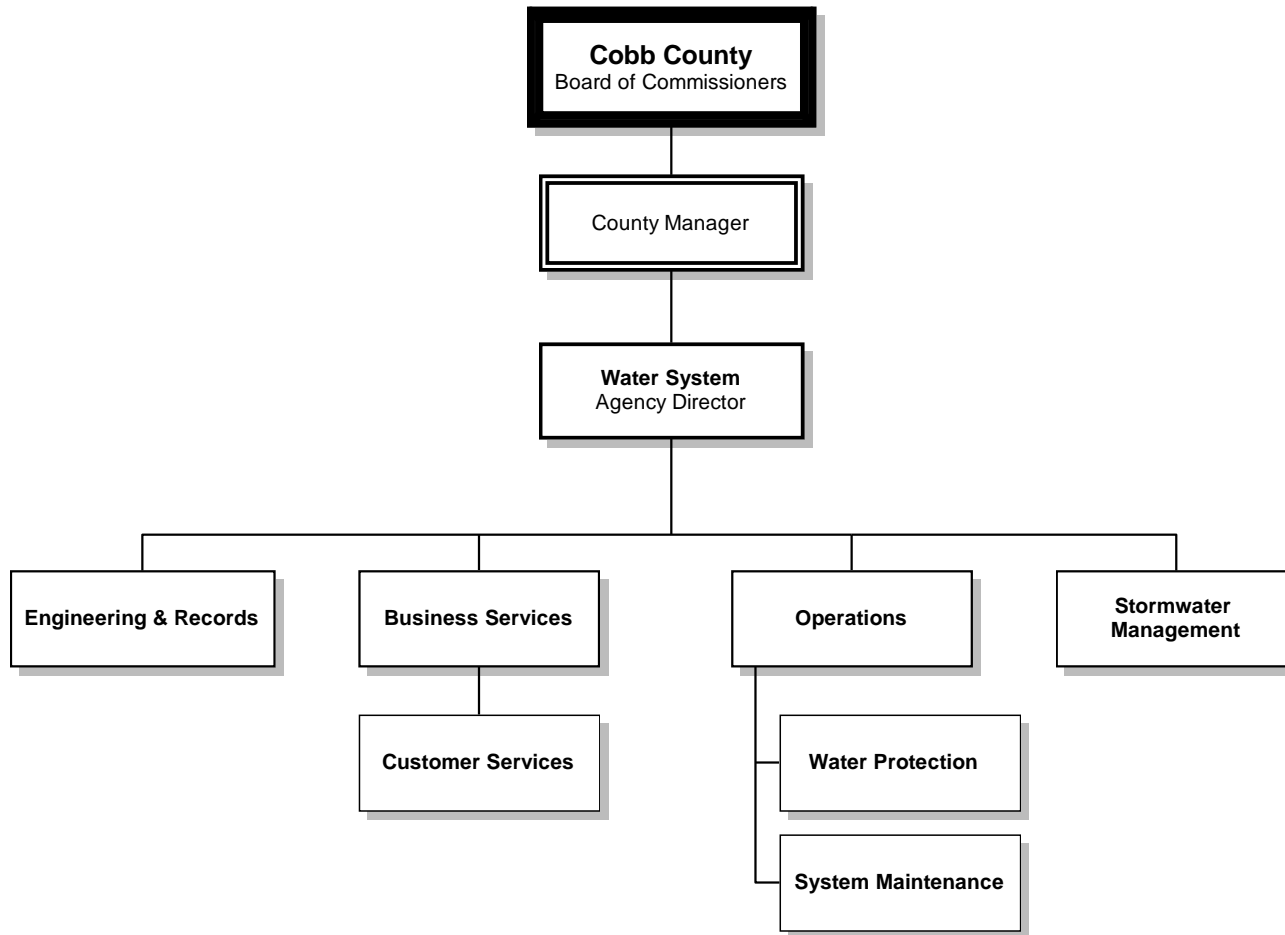 Cobb County
Board of Commissioners
County Manager
Water System
Agency Director
Engineering & Records
Business Services
Operations
Stormwater
Management
Customer Services
Water Protection
System Maintenance